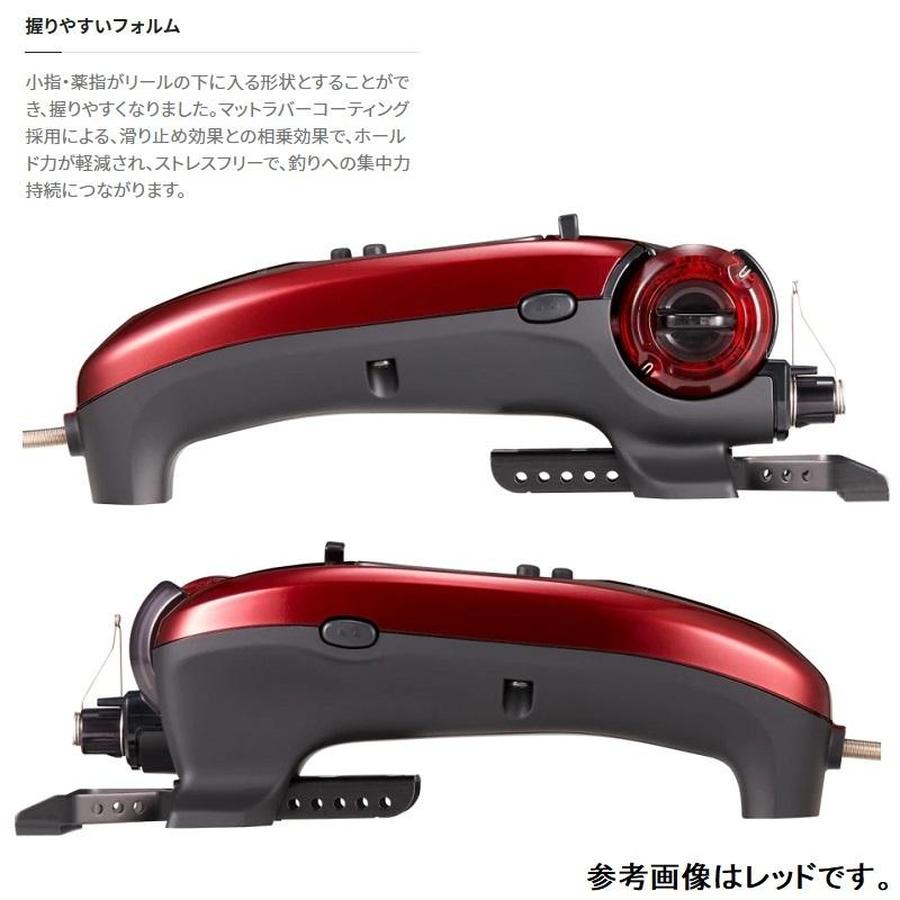 握りやすいフォルム
小指・薬指がリールの下に入る形状とすることがで
き、握りやすくなりました。マットラバーコーティング
採用による、滑り止め効果との相乗効果で、ホール
ド力が軽減され、ストレスフリーで、釣りへの集中力
持続につながります。
参考画像はレッドです。